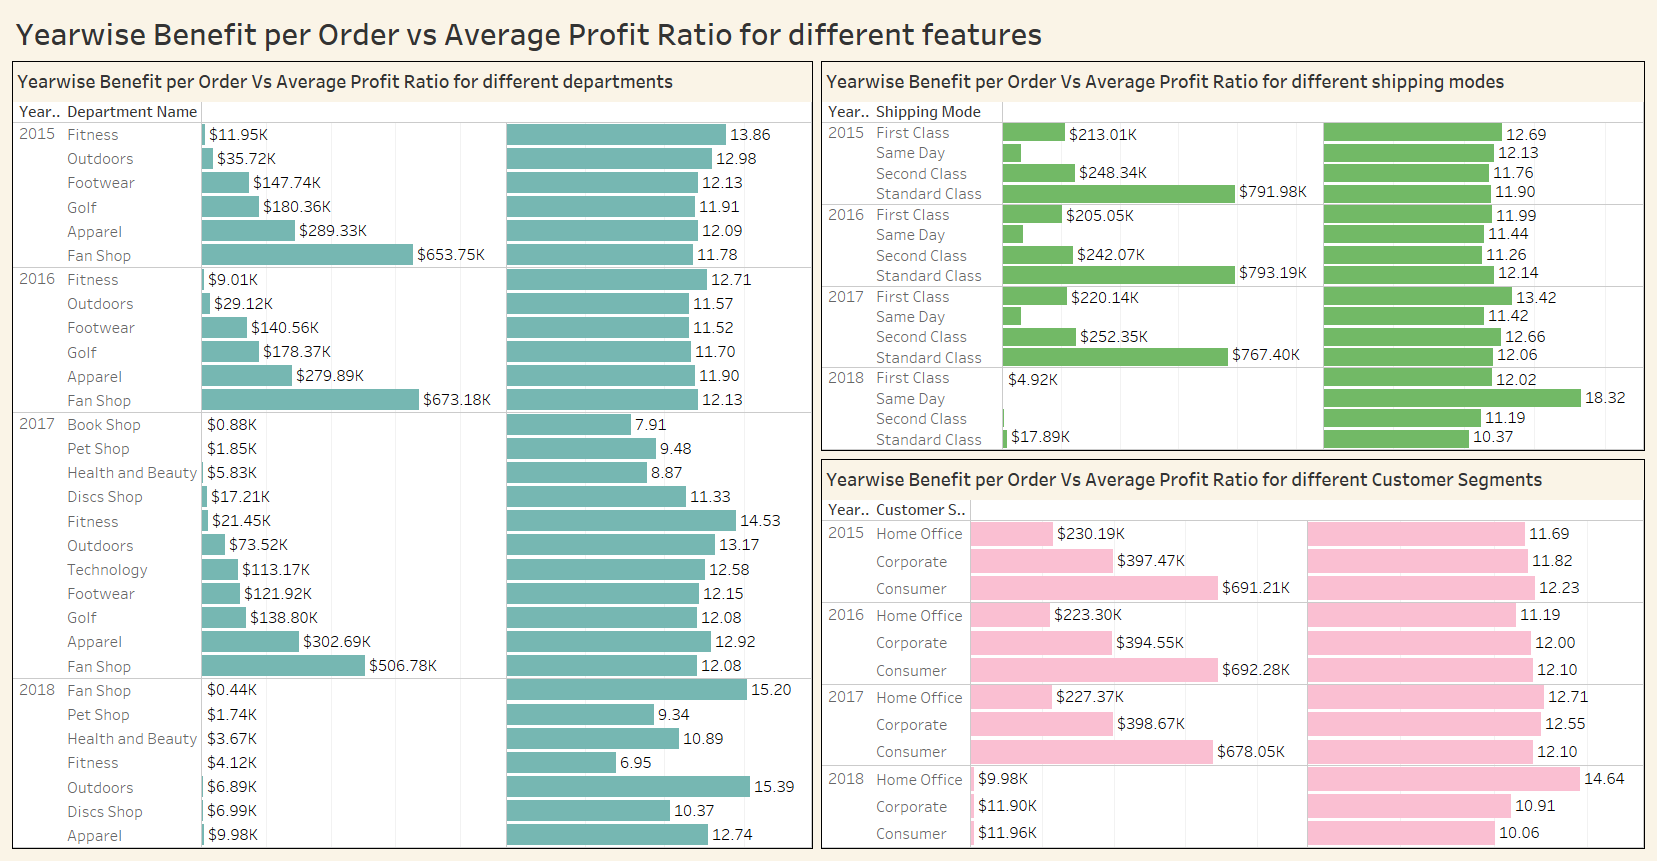 Yearwise Benefit per Order vs Average Profit Ratio for different features
Yearwise Benefit per Order Vs Average Profit Ratio for different departments
Year.. Department Name
2015 Fitness $11.95K 13.86
Outdoors $35.72K 12.98
Footwear $147.74K 12.13
Golf $180.36K 11.91
Apparel $289.33K 12.09
Fan Shop $653.75K 11.78
2016 Fitness $9.01K 12.71
Outdoors $29.12K 11.57
Footwear $140.56K 11.52
Golf $178.37K 11.70
Apparel $279.89K 11.90
Fan Shop $673.18K 12.13
2017 Book Shop $0.88K 7.91
Pet Shop $1.85K 9.48
Health and Beauty $5.83K 8.87
Discs Shop $17.21K 11.33
Fitness $21.45K 14.53
Outdoors $73.52K 13.17
Technology $113.17K 12.58
Footwear $121.92K 12.15
Golf $138.80K 12.08
Apparel $302.69K 12.92
Fan Shop $506.78K 12.08
2018 Fan Shop $0.44K 15.20
Pet Shop $1.74K 9.34
Health and Beauty $3.67K 10.89
Fitness $4.12K 6.95
Outdoors $6.89K 15.39
Discs Shop $6.99K 10.37
Apparel $9.98K 12.74
Yearwise Benefit per Order Vs Average Profit Ratio for different shipping modes
Year.. Shipping Mode
2015 First Class $213.01K 12.69
Same Day 12.13
Second Class $248.34K 11.76
Standard Class $791.98K 11.90
2016 First Class $205.05K 11.99
Same Day 11.44
Second Class $242.07K 11.26
Standard Class $793.19K 12.14
2017 First Class $220.14K 13.42
Same Day 11.42
Second Class $252.35K 12.66
Standard Class $767.40K 12.06
2018 First Class $4.92K 12.02
Same Day 18.32
Second Class 11.19
Standard Class $17.89K 10.37
Yearwise Benefit per Order Vs Average Profit Ratio for different Customer Segments
Year.. Customer S..
2015 Home Office $230.19K 11.69
Corporate $397.47K 11.82
Consumer $691.21K 12.23
2016 Home Office $223.30K 11.19
Corporate $394.55K 12.00
Consumer $692.28K 12.10
2017 Home Office $227.37K 12.71
Corporate $398.67K 12.55
Consumer $678.05K 12.10
2018 Home Office $9.98K 14.64
Corporate $11.90K 10.91
Consumer $11.96K 10.06